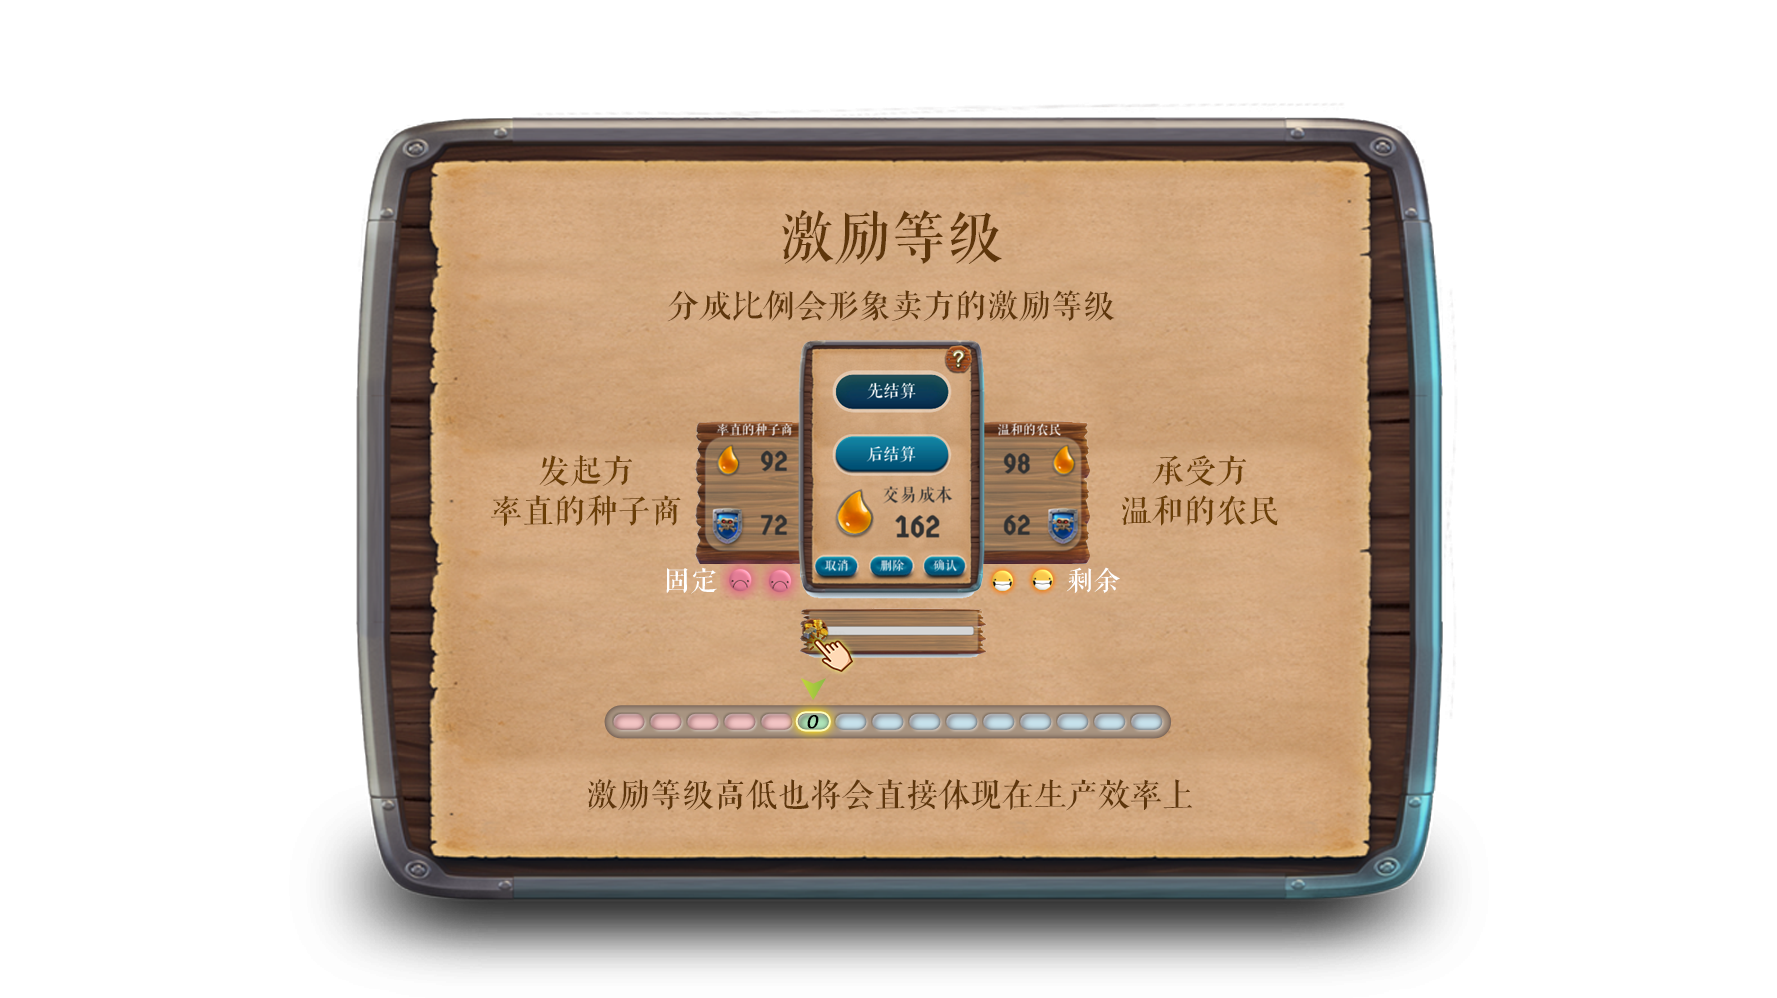 激励等级
分成比例会形象卖方的激励等级
?
先结算
率直的种子商
温和的农民
92
后结算
98
发起方
率直的种子商
承受方
温和的农民
交易成本
162
72
62
取消
删除
确认
固定
剩余
0
激励等级高低也将会直接体现在生产效率上